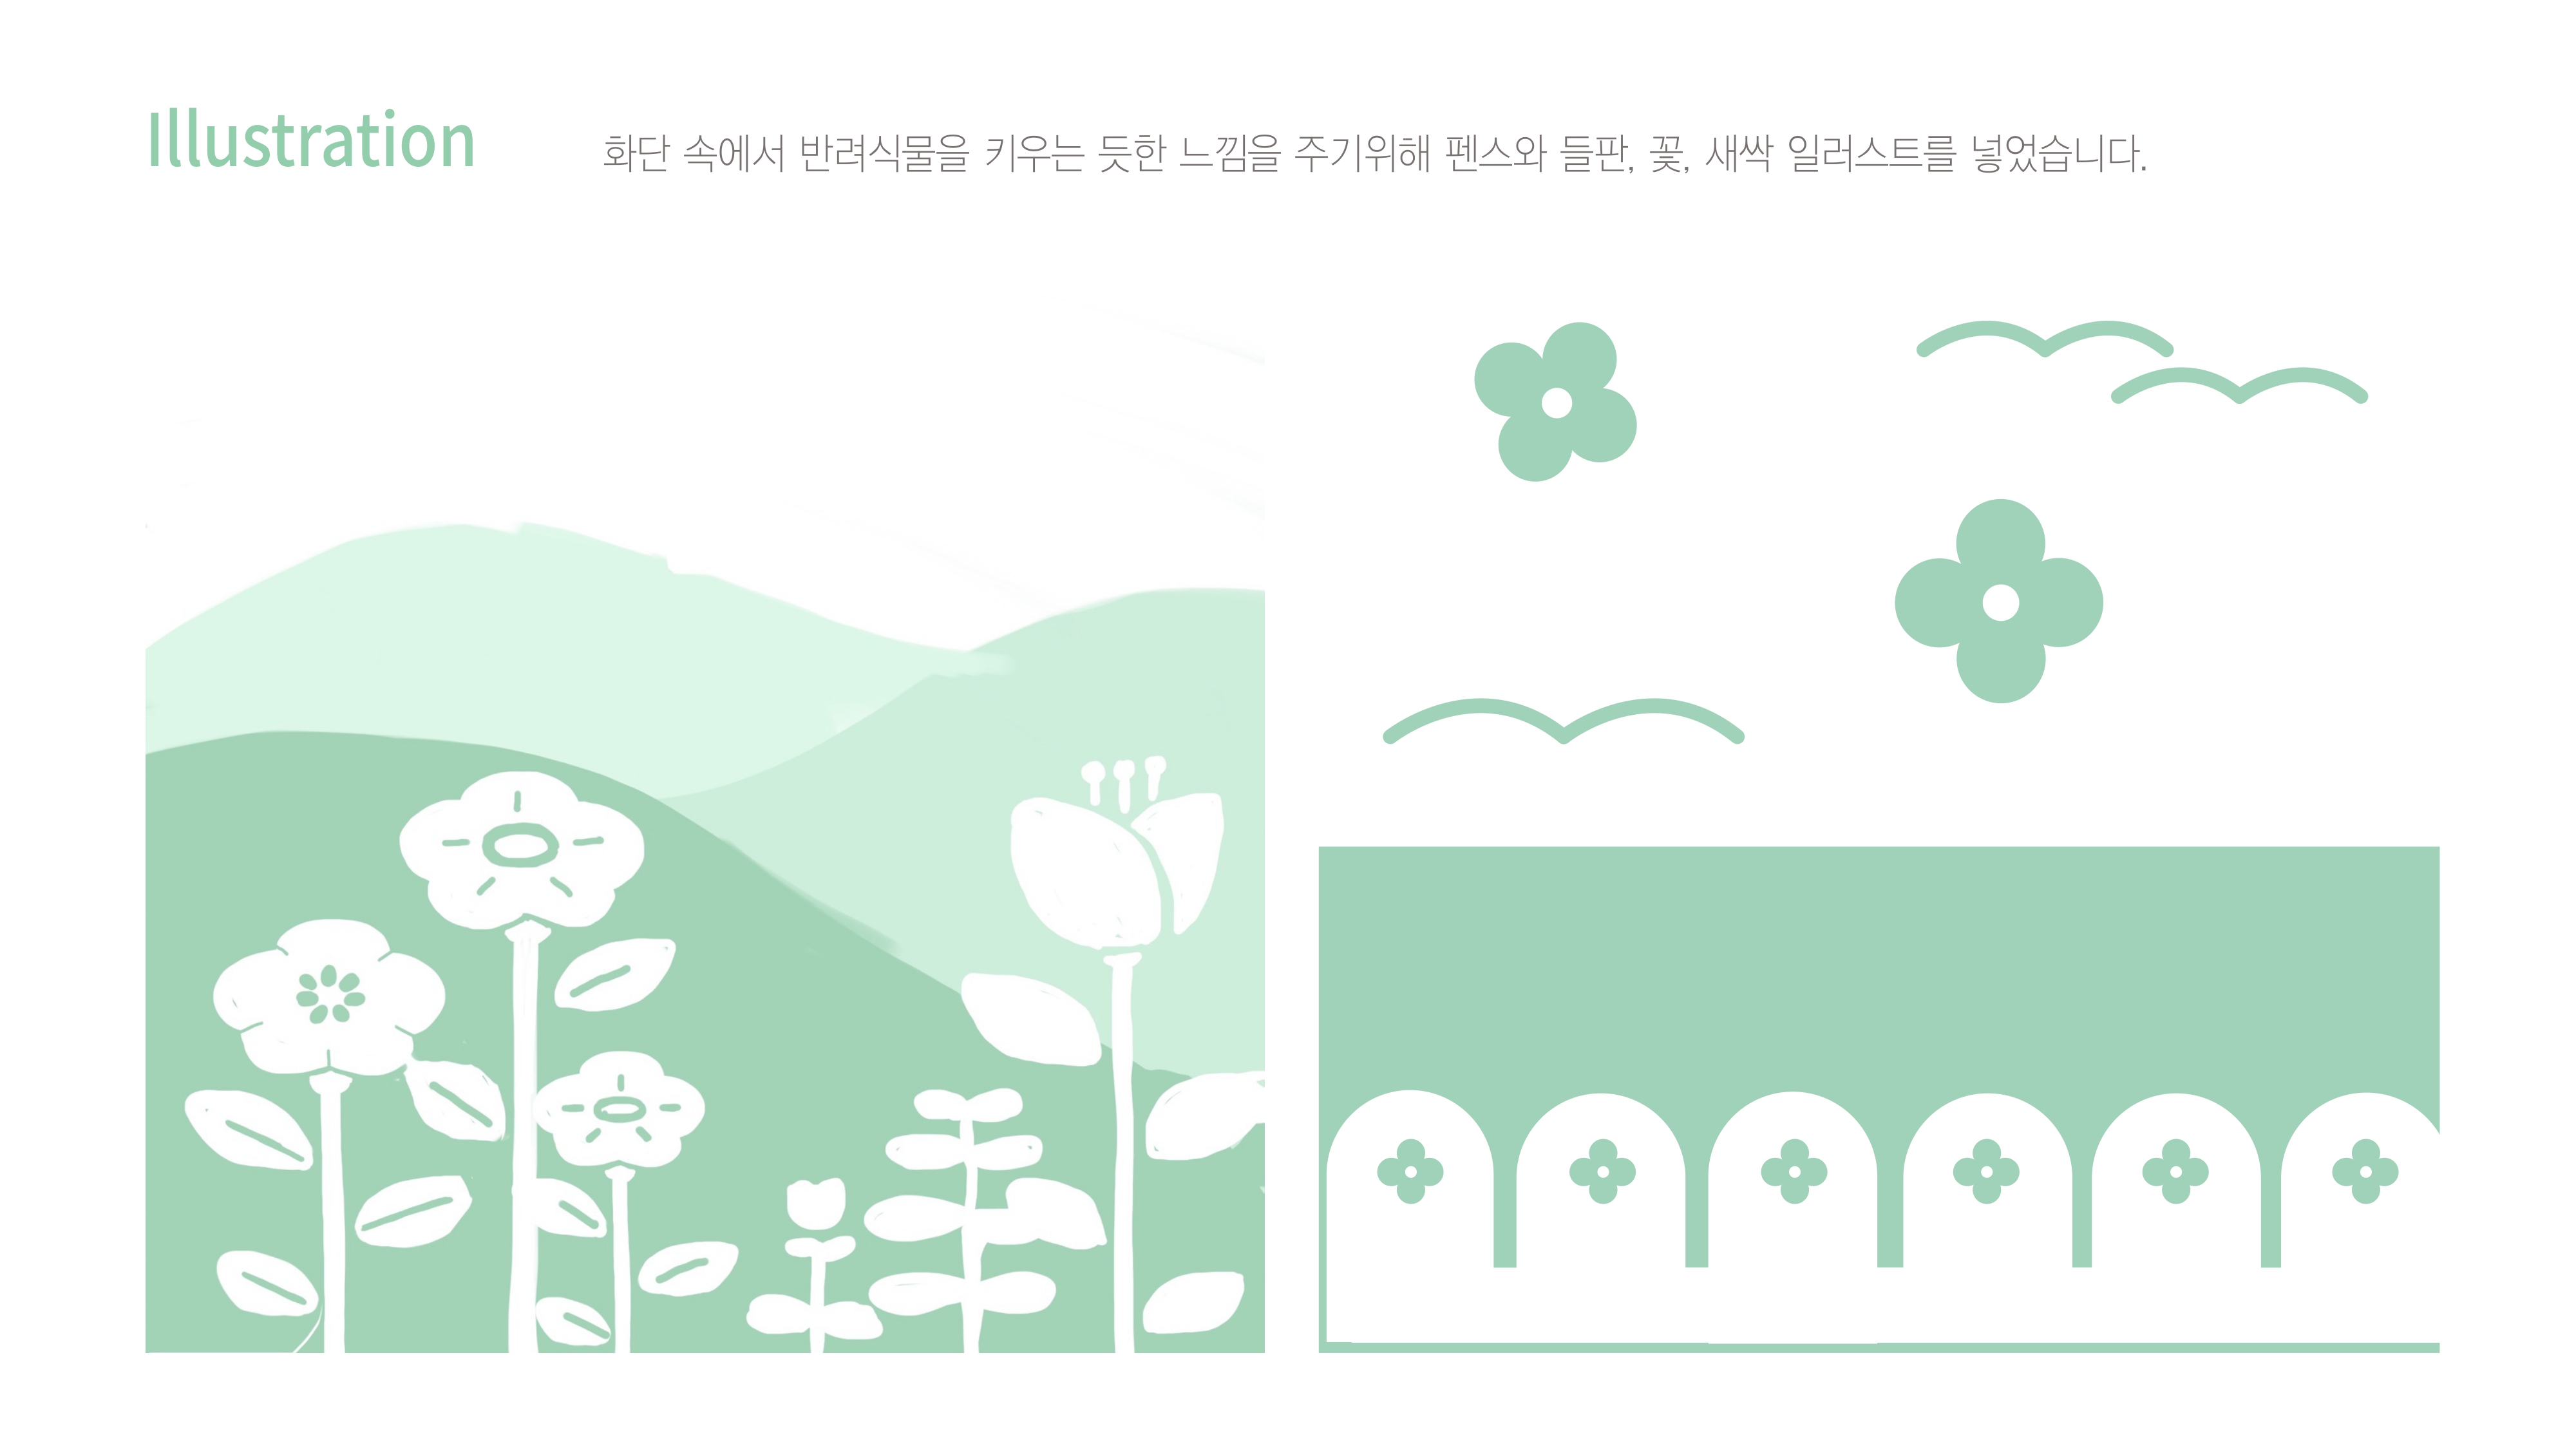 Illustration
화단 속에서 반려식물을 키우는 듯한 느낌을 주기위해 펜스와 들판, 꽃, 새싹 일러스트를 넣었습니다.